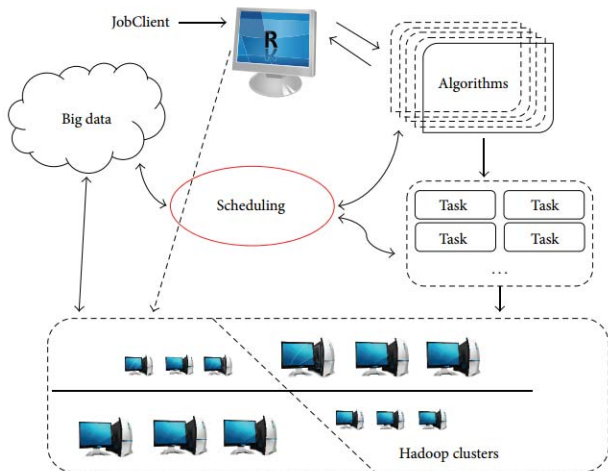 JobClient
R
Algorithms
Big data
Scheduling
Task Task
Task Task
...
Hadoop clusters